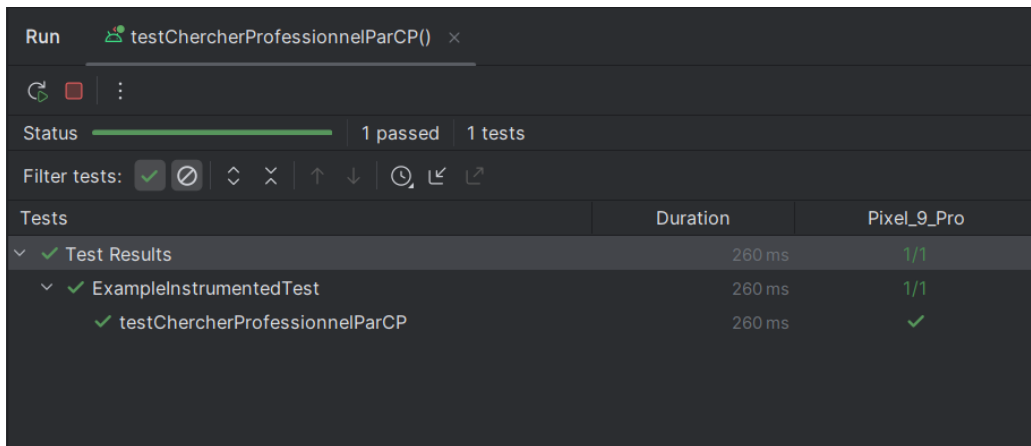 Run testChercherProfessionnelParCP()
Status 1 passed 1 tests
Filter tests:
Tests Duration Pixel_9_Pro
Test Results 260 ms 1/1
ExampleInstrumentedTest 260 ms 1/1
testChercherProfessionnelParCP 260 ms